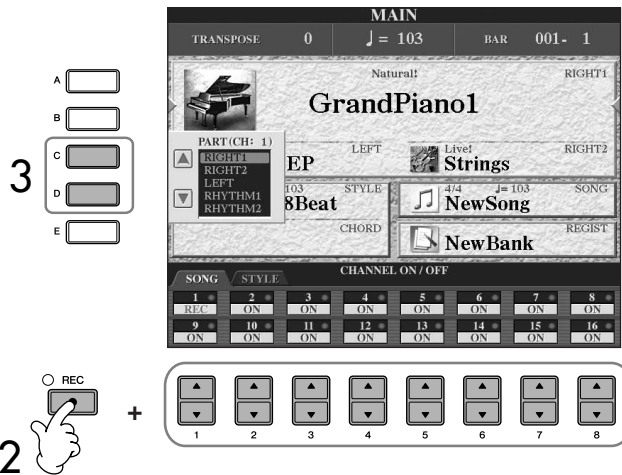 MAIN
TRANSPOSE 0 ♩= 103 BAR 001- 1
Natural! RIGHT1
GrandPiano1
A
B
C
D
E
3
PART(CH: 1)
RIGHT1
RIGHT2
LEFT
RHYTHM1
RHYTHM2
LEFT Live! RIGHT2
EP Strings
103 STYLE 4/4 ♩= 103 SONG
8Beat NewSong
CHORD REGIST
NewBank
SONG STYLE CHANNEL ON / OFF
1 2 3 4 5 6 7 8
REC ON ON ON ON ON ON ON
9 10 11 12 13 14 15 16
ON ON ON ON ON ON ON ON
REC
+
1 2 3 4 5 6 7 8
2